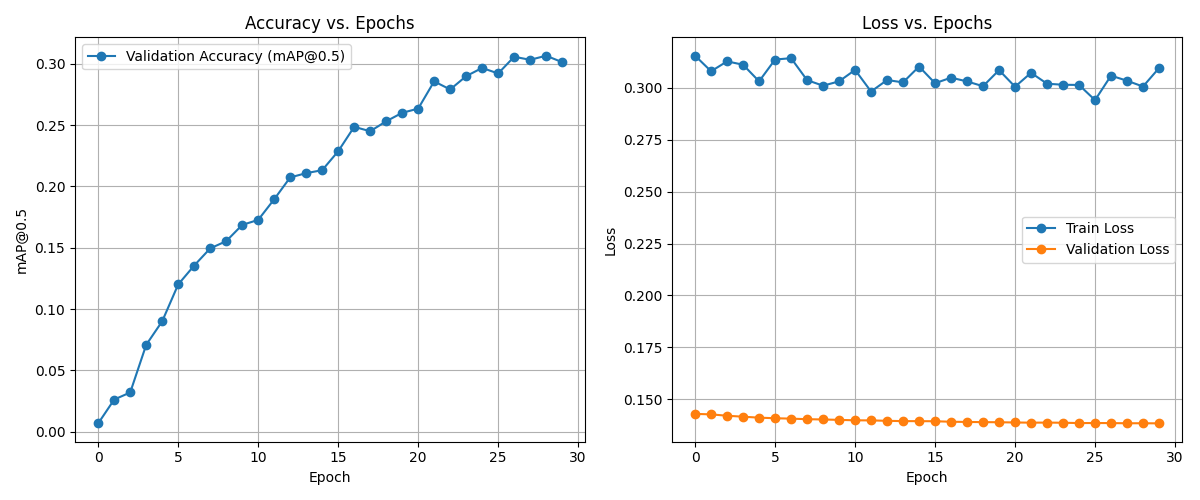 Accuracy vs. Epochs
Validation Accuracy (mAP@0.5)
mAP@0.5
0.30
0.25
0.20
0.15
0.10
0.05
0.00
0 5 10 15 20 25 30
Epoch
Loss vs. Epochs
Loss
0.300
0.275
0.250
0.225
0.200
0.175
0.150
Train Loss
Validation Loss
0 5 10 15 20 25 30
Epoch